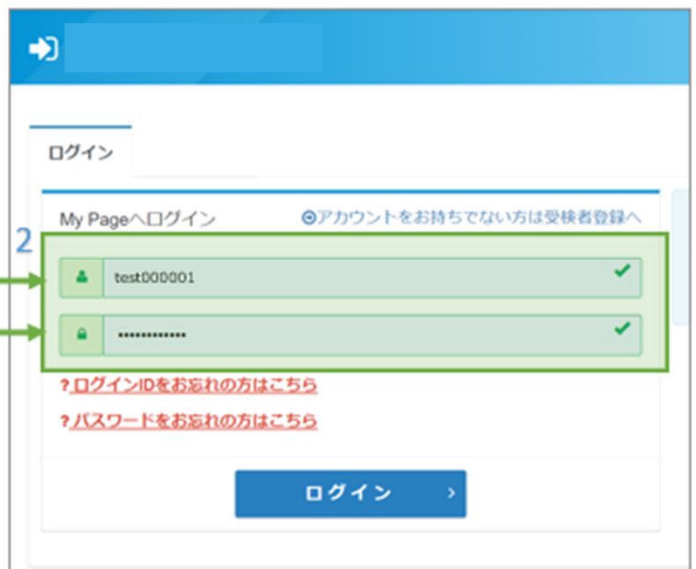 ログイン
My Pageへログイン
アカウントをお持ちでない方は受検者登録へ
2
test000001
••••••••••••
?ログインIDをお忘れの方はこちら
?パスワードをお忘れの方はこちら
ログイン >